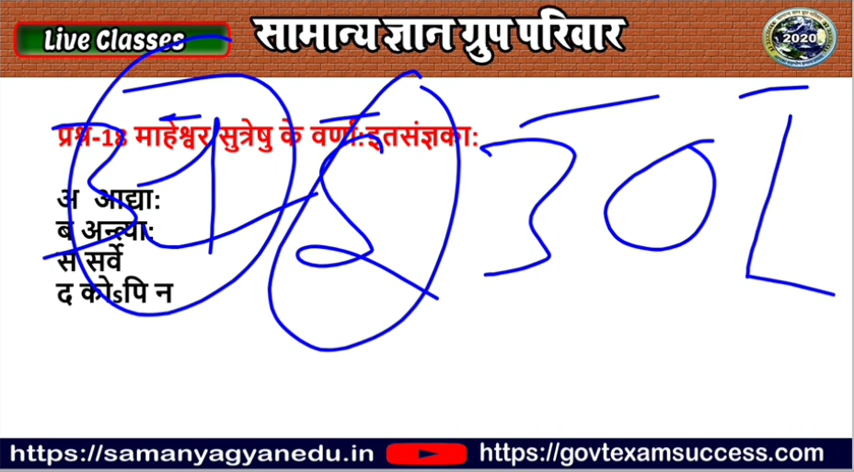 Live Classes
सामान्य ज्ञान ग्रुप परिवार
2020
प्रश्न-18 माहेश्वर सुत्रेषु के वर्णा:इतसंज्ञका:
अ आद्या:
ब अन्त्या:
स सर्वे
द कोऽपि न
अ इ उ ण्
https://samanyagyanedu.in
https://govtexamsuccess.com